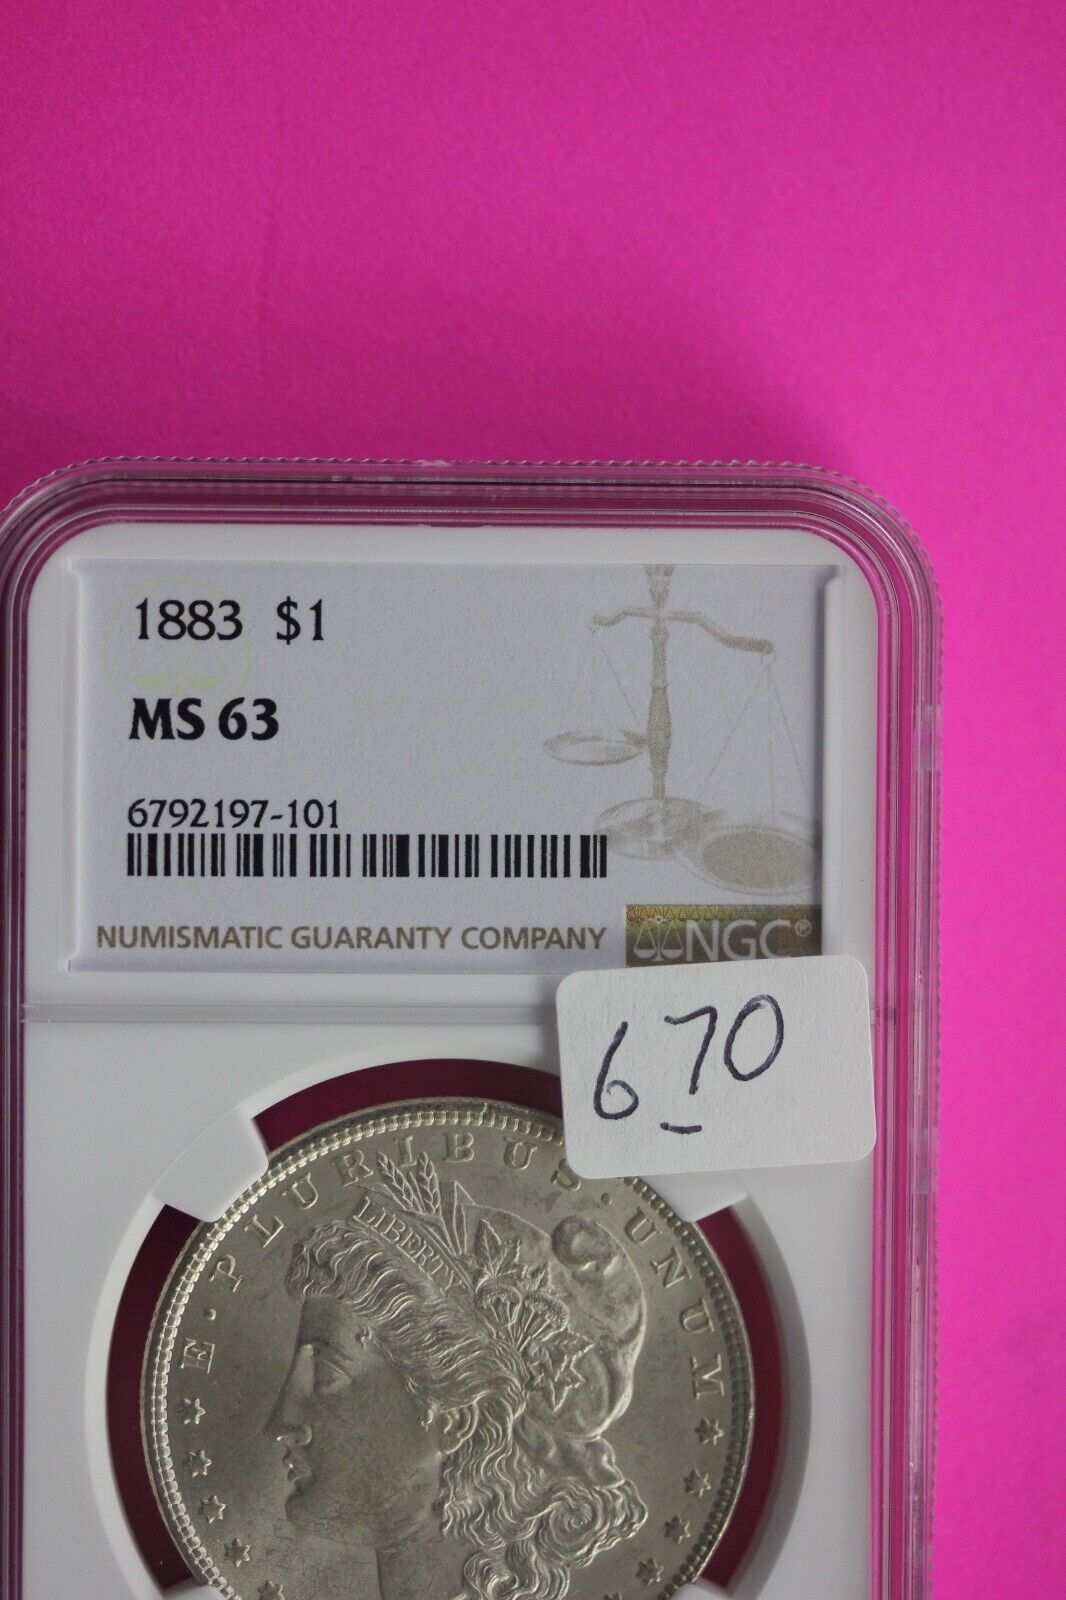 1883 $1
MS 63
6792197-101
NUMISMATIC GUARANTY COMPANY
NGC®
670
E·PLURIBUS·UNUM
LIBERTY